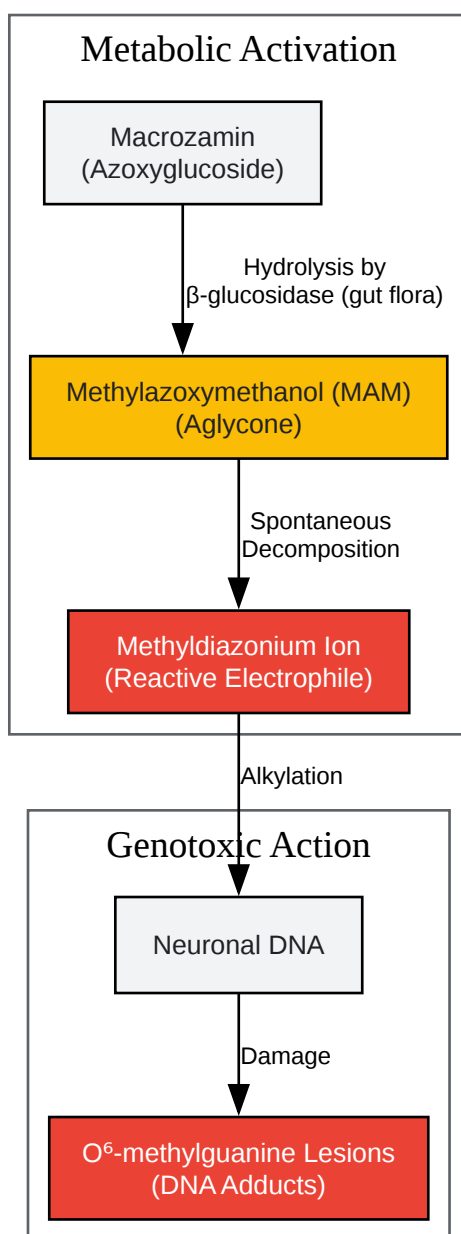 Metabolic Activation
Macrozamin
(Azoxyglucoside)
Hydrolysis by
β-glucosidase (gut flora)
Methylazoxymethanol (MAM)
(Aglycone)
Spontaneous
Decomposition
Methyldiazonium Ion
(Reactive Electrophile)
Alkylation
Genotoxic Action
Neuronal DNA
Damage
O⁶-methylguanine Lesions
(DNA Adducts)